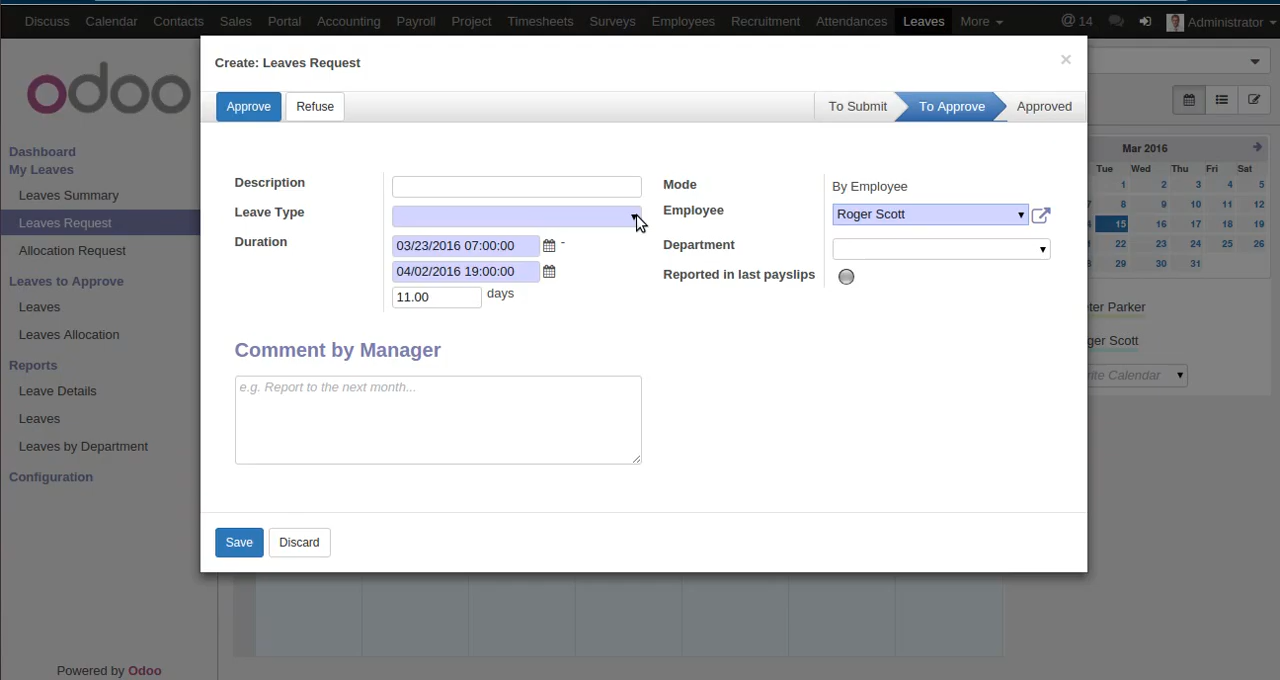 Discuss Calendar Contacts Sales Portal Accounting Payroll Project Timesheets Surveys Employees Recruitment Attendances Leaves More @ 14 Administrator
odoo
Create: Leaves Request ×
Approve Refuse To Submit To Approve Approved
Dashboard
My Leaves
Leaves Summary
Leaves Request
Allocation Request
Leaves to Approve
Leaves
Leaves Allocation
Reports
Leave Details
Leaves
Leaves by Department
Configuration
Powered by Odoo
Description
Leave Type
Duration 03/23/2016 07:00:00 -
04/02/2016 19:00:00
11.00 days
Mode By Employee
Employee Roger Scott
Department
Reported in last payslips
Comment by Manager
e.g. Report to the next month...
Save Discard
Mar 2016
Tue Wed Thu Fri Sat
1 2 3 4 5
8 9 10 11 12
15 16 17 18 19
22 23 24 25 26
29 30 31
Parker
Scott
Calendar